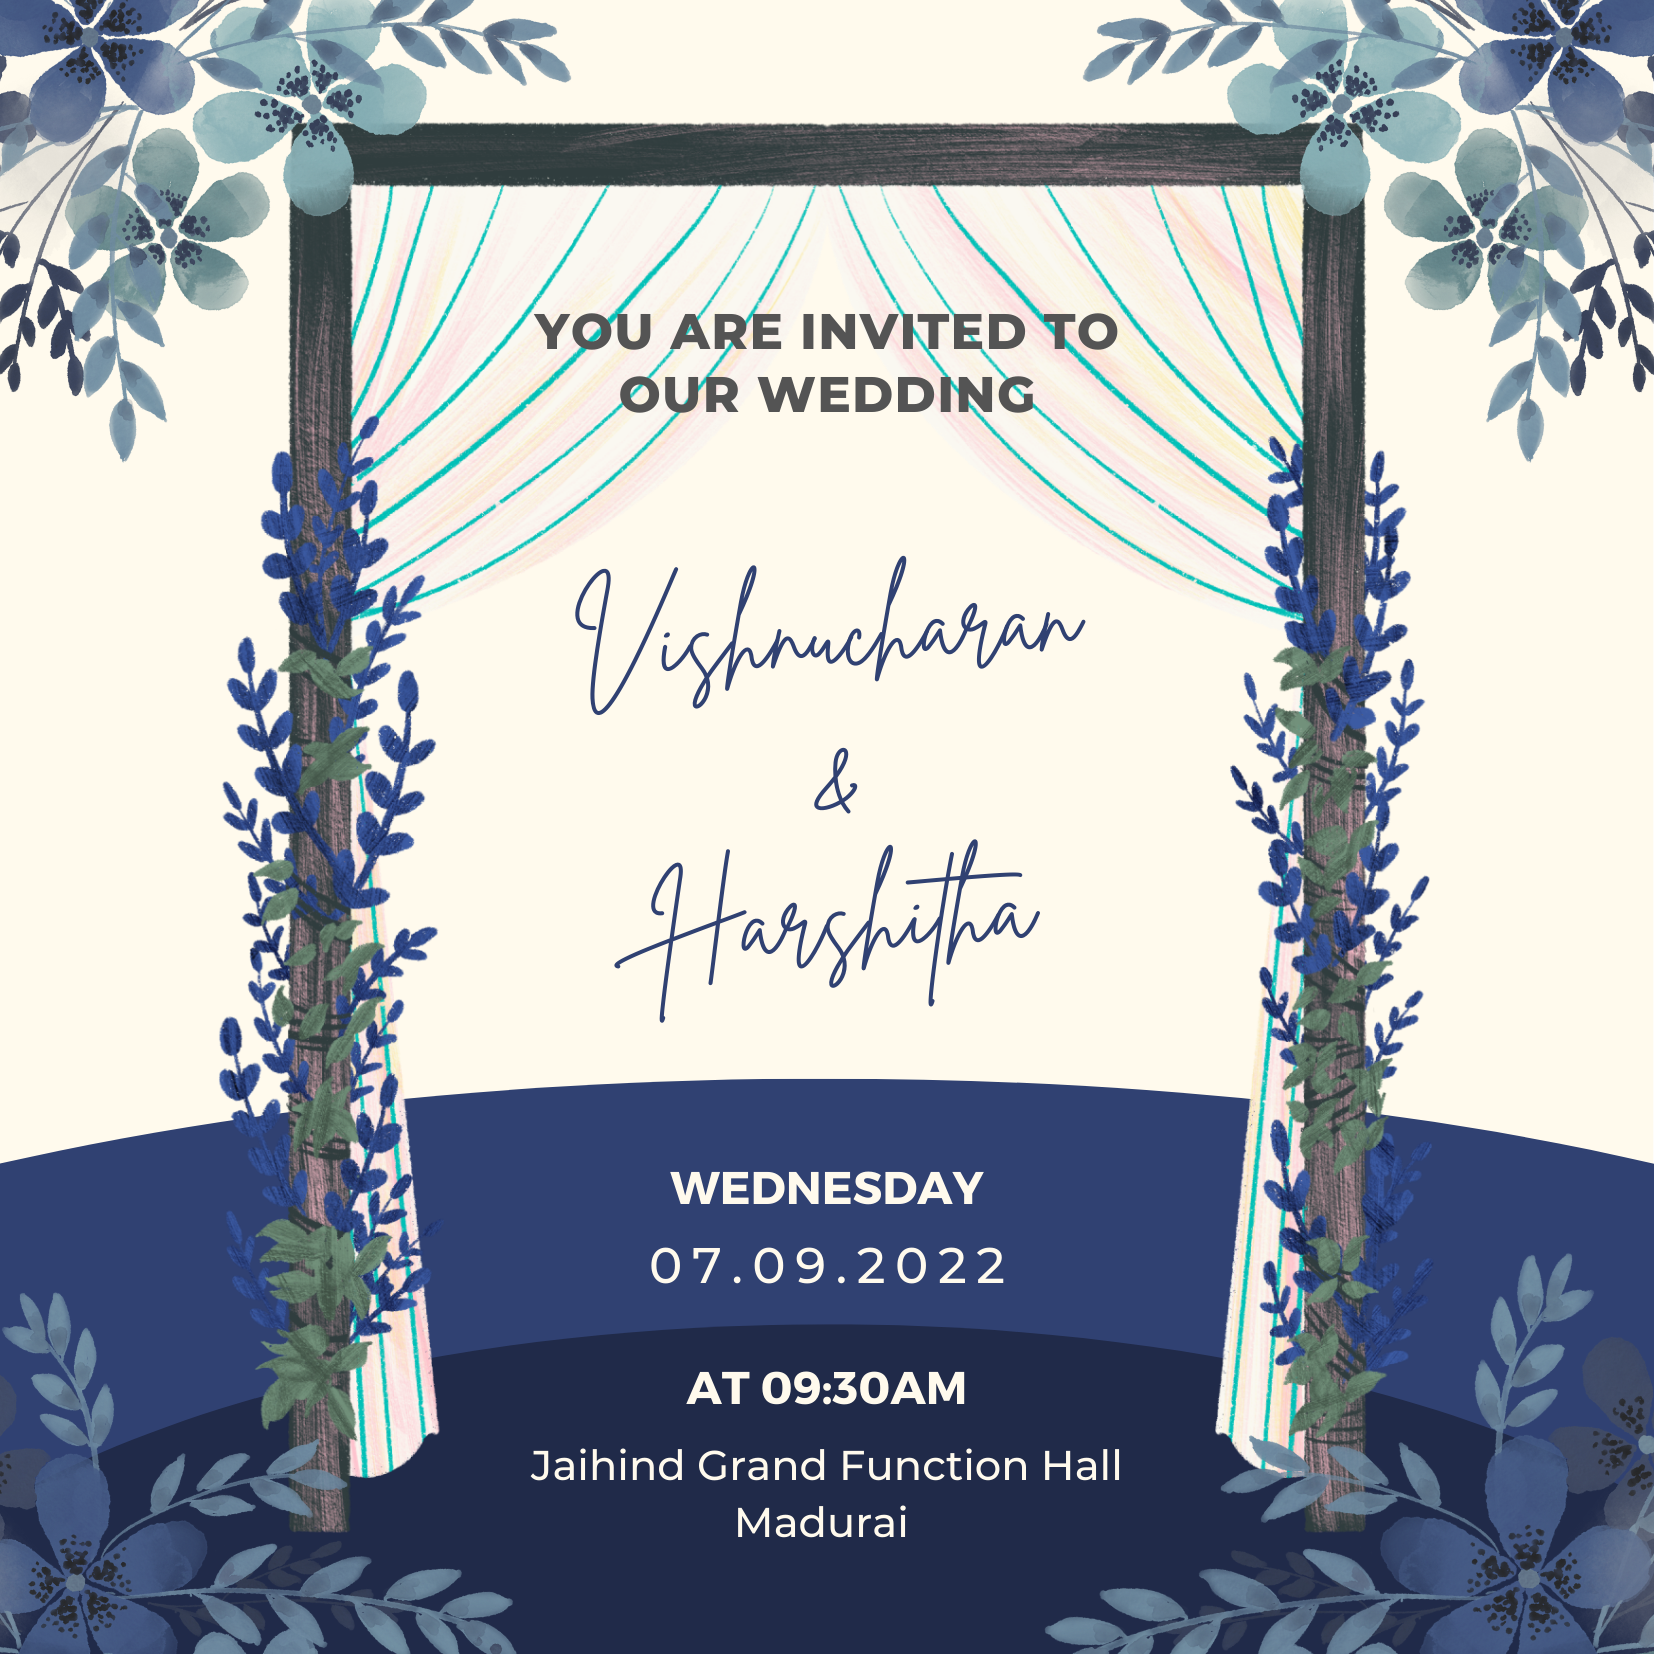 YOU ARE INVITED TO
OUR WEDDING
Vishnucharan
&
Harshitha
WEDNESDAY
07.09.2022
AT 09:30AM
Jaihind Grand Function Hall
Madurai